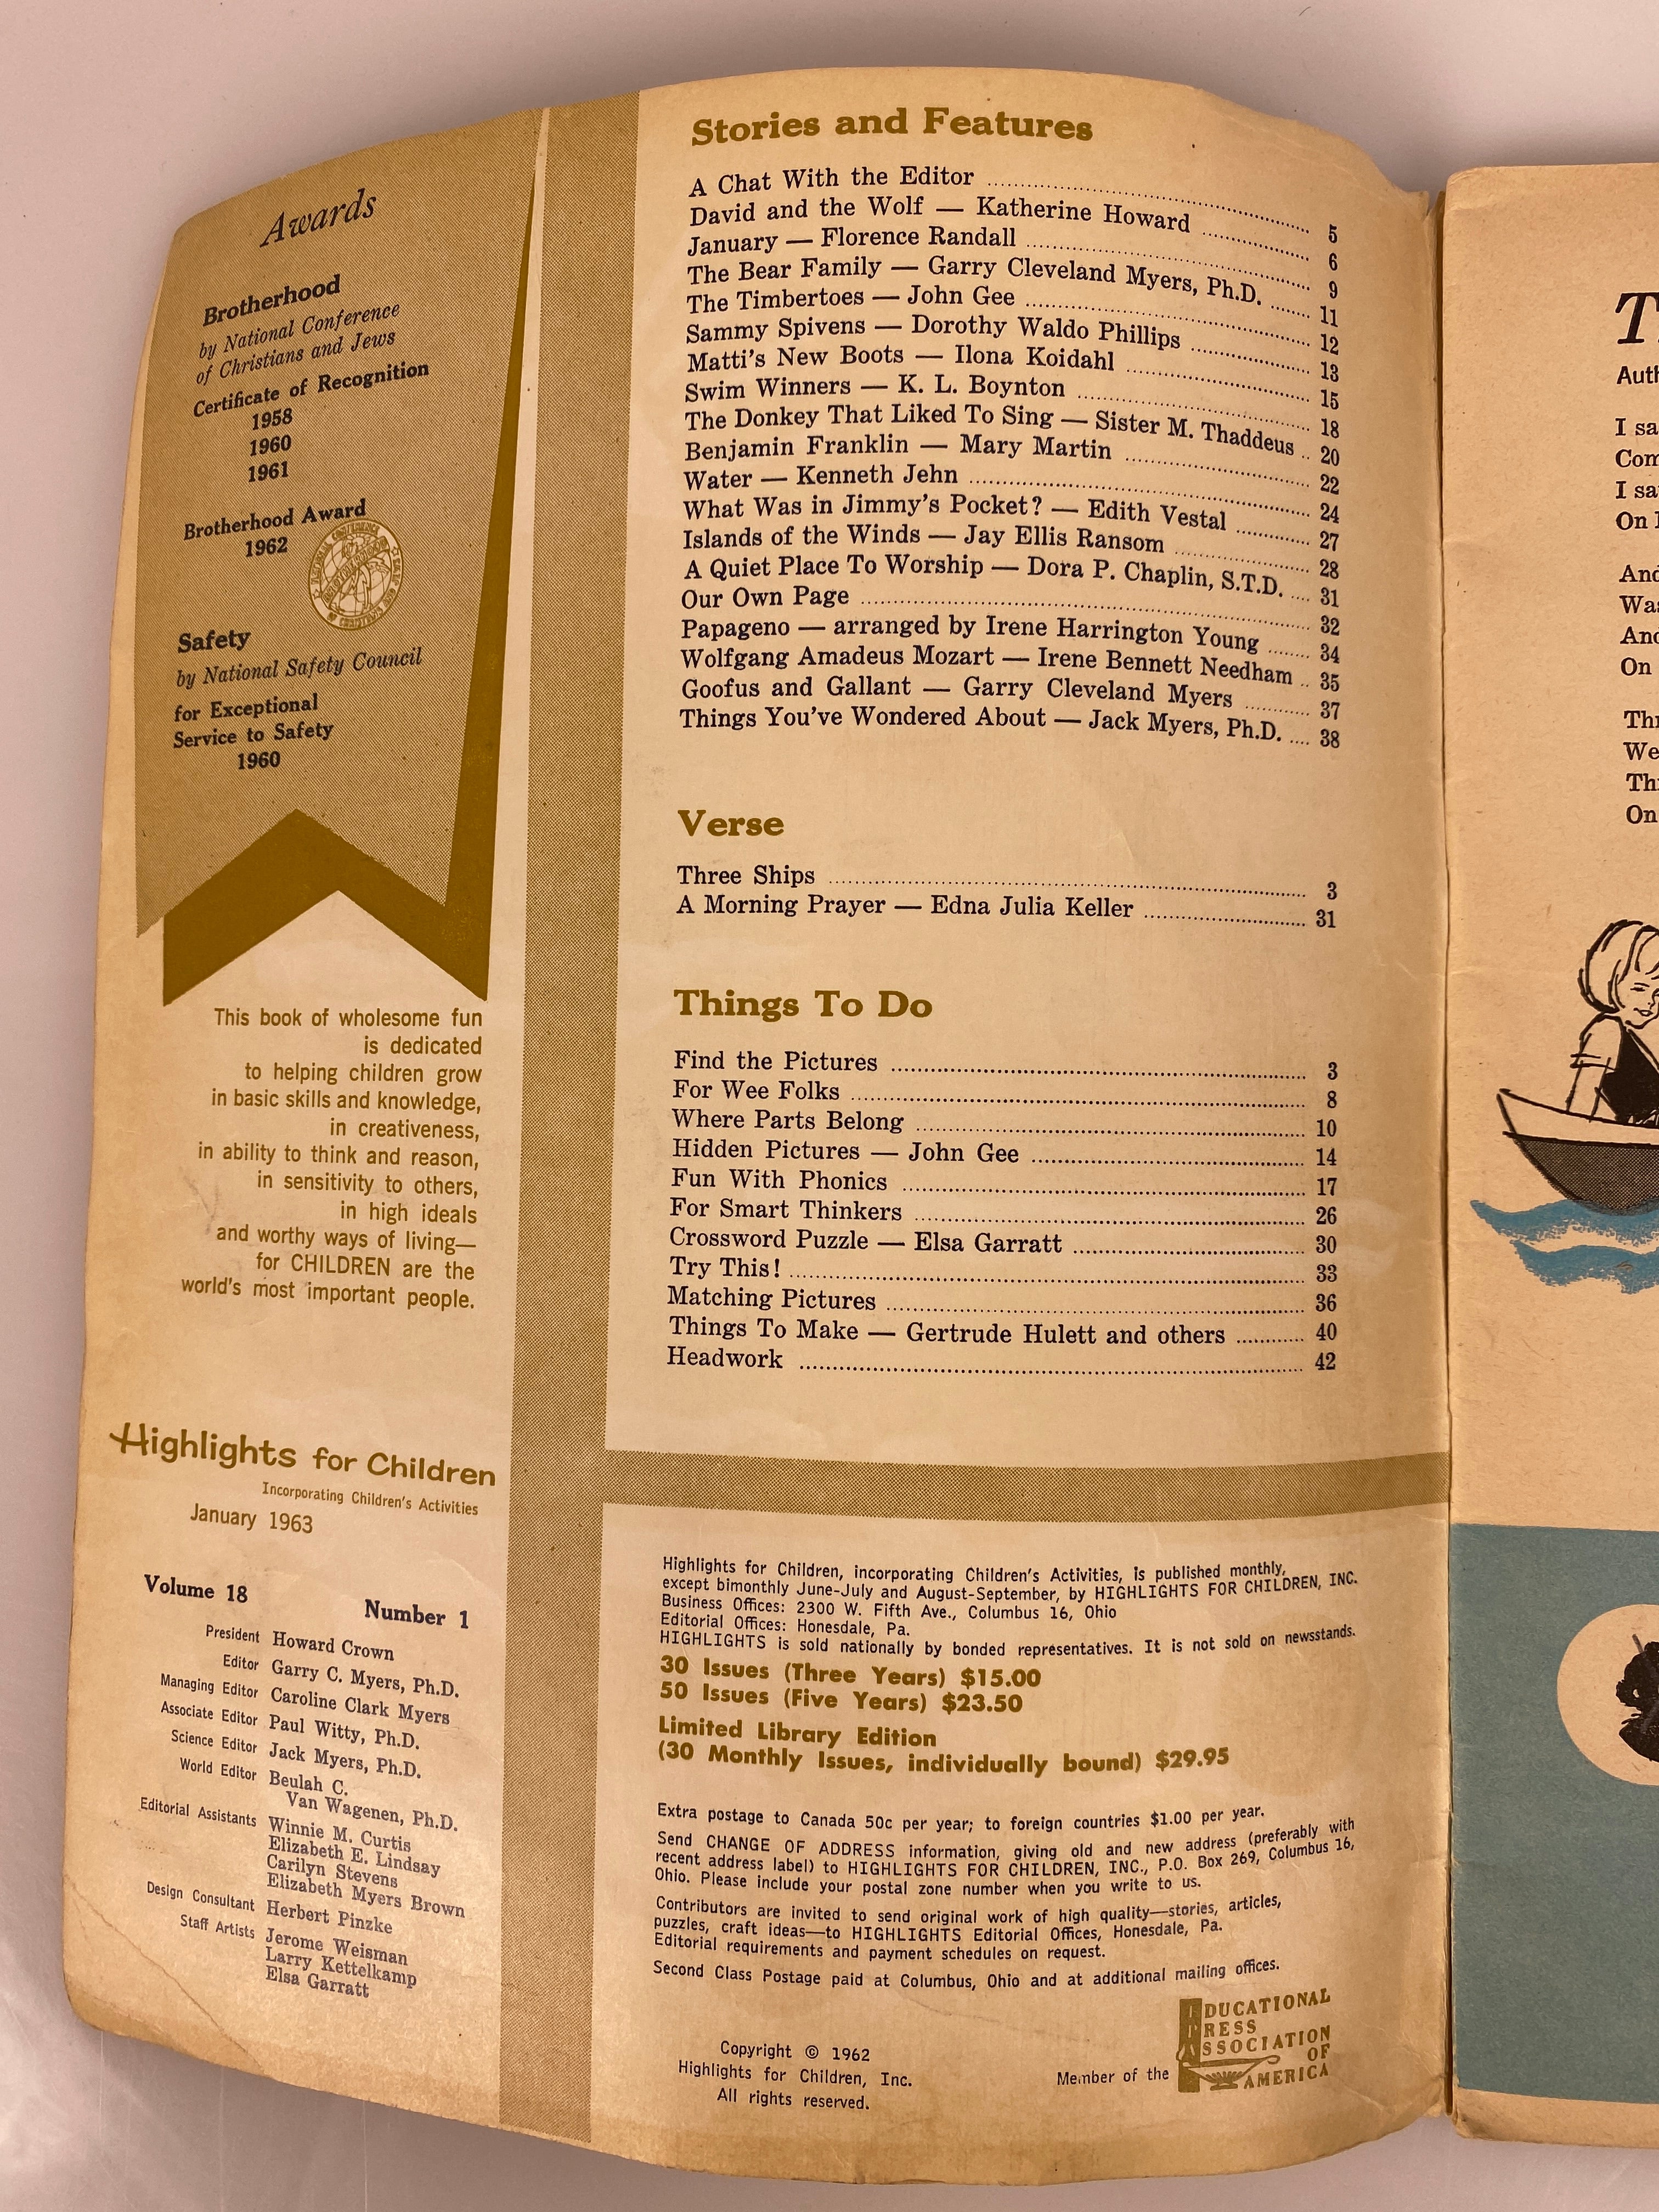 Awards
Brotherhood
by National Conference
of Christians and Jews
Certificate of Recognition
1958
1960
1961
Brotherhood Award
1962
Safety
by National Safety Council
for Exceptional
Service to Safety
1960
This book of wholesome fun
is dedicated
to helping children grow
in basic skills and knowledge,
in creativeness,
in ability to think and reason,
in sensitivity to others,
in high ideals
and worthy ways of living—
for CHILDREN are the
world's most important people.
Highlights for Children
Incorporating Children's Activities
January 1963
Volume 18 Number 1
President Howard Crown
Editor Garry C. Myers, Ph.D.
Managing Editor Caroline Clark Myers
Associate Editor Paul Witty, Ph.D.
Science Editor Jack Myers, Ph.D.
World Editor Beulah C.
Van Wagenen, Ph.D.
Editorial Assistants Winnie M. Curtis
Elizabeth E. Lindsay
Carilyn Stevens
Elizabeth Myers Brown
Design Consultant Herbert Pinzke
Staff Artists Jerome Weisman
Larry Kettelkamp
Elsa Garratt
Stories and Features
A Chat With the Editor 5
David and the Wolf — Katherine Howard 6
January — Florence Randall 9
The Bear Family — Garry Cleveland Myers, Ph.D. 11
The Timbertoes — John Gee 12
Sammy Spivens — Dorothy Waldo Phillips 13
Matti's New Boots — Ilona Koidahl 15
Swim Winners — K. L. Boynton 18
The Donkey That Liked To Sing — Sister M. Thaddeus 20
Benjamin Franklin — Mary Martin 22
Water — Kenneth Jehn 24
What Was in Jimmy's Pocket? — Edith Vestal 27
Islands of the Winds — Jay Ellis Ransom 28
A Quiet Place To Worship — Dora P. Chaplin, S.T.D. 31
Our Own Page 32
Papageno — arranged by Irene Harrington Young 34
Wolfgang Amadeus Mozart — Irene Bennett Needham 35
Goofus and Gallant — Garry Cleveland Myers 37
Things You've Wondered About — Jack Myers, Ph.D. 38
Verse
Three Ships 3
A Morning Prayer — Edna Julia Keller 31
Things To Do
Find the Pictures 3
For Wee Folks 8
Where Parts Belong 10
Hidden Pictures — John Gee 14
Fun With Phonics 17
For Smart Thinkers 26
Crossword Puzzle — Elsa Garratt 30
Try This! 33
Matching Pictures 36
Things To Make — Gertrude Hulett and others 40
Headwork 42
Highlights for Children, incorporating Children's Activities, is published monthly,
except bimonthly June-July and August-September, by HIGHLIGHTS FOR CHILDREN, INC.
Business Offices: 2300 W. Fifth Ave., Columbus 16, Ohio
Editorial Offices: Honesdale, Pa.
HIGHLIGHTS is sold nationally by bonded representatives. It is not sold on newsstands.
30 Issues (Three Years) $15.00
50 Issues (Five Years) $23.50
Limited Library Edition
(30 Monthly Issues, individually bound) $29.95
Extra postage to Canada 50c per year; to foreign countries $1.00 per year.
Send CHANGE OF ADDRESS information, giving old and new address (preferably with
recent address label) to HIGHLIGHTS FOR CHILDREN, INC., P.O. Box 269, Columbus 16,
Ohio. Please include your postal zone number when you write to us.
Contributors are invited to send original work of high quality—stories, articles,
puzzles, craft ideas—to HIGHLIGHTS Editorial Offices, Honesdale, Pa.
Editorial requirements and payment schedules on request.
Second Class Postage paid at Columbus, Ohio and at additional mailing offices.
Copyright © 1962
Highlights for Children, Inc.
All rights reserved.
Member of the
EDUCATIONAL
PRESS
ASSOCIATION
OF
AMERICA
T
Auth
I sa
Com
I sa
On
And
Was
And
On
Thr
We
Thr
On